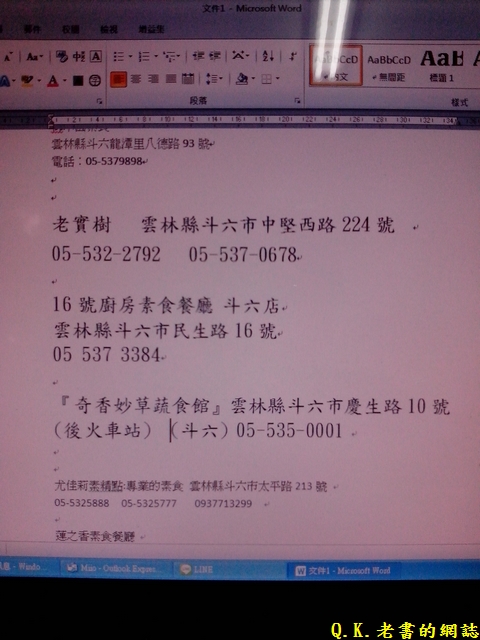 文件1 - Microsoft Word
郵件 校閱 檢視 增益集
Aa
AaBbCcD AaBbCcD
內文 無間距 標題 1
段落 樣式
雲林縣斗六龍潭里八德路 93 號
電話：05-5379898
老實樹 雲林縣斗六市中堅西路 224 號
05-532-2792 05-537-0678
16 號廚房素食餐廳 斗六店
雲林縣斗六市民生路 16 號
05 537 3384
『奇香妙草蔬食館』雲林縣斗六市慶生路 10 號
(後火車站) (斗六) 05-535-0001
尤佳莉素精點:專業的素食 雲林縣斗六市太平路 213 號
05-5325888 05-5325777 0937713299
蓮之香素食餐廳
訊息 - Windo... Mão - Outlook Expres... LINE 文件1 - Microsoft Word
Q.K.老書的網誌